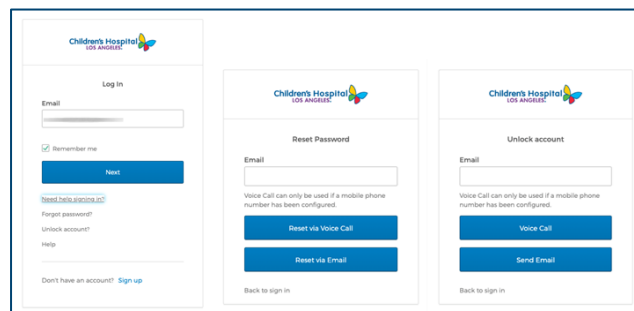 Children's Hospital
LOS ANGELES
Log In
Email
Remember me
Next
Need help signing in?
Forgot password?
Unlock account?
Help
Don't have an account? Sign up
Children's Hospital
LOS ANGELES
Reset Password
Email
Voice Call can only be used if a mobile phone
number has been configured.
Reset via Voice Call
Reset via Email
Back to sign in
Children's Hospital
LOS ANGELES
Unlock account
Email
Voice Call can only be used if a mobile phone
number has been configured.
Voice Call
Send Email
Back to sign in